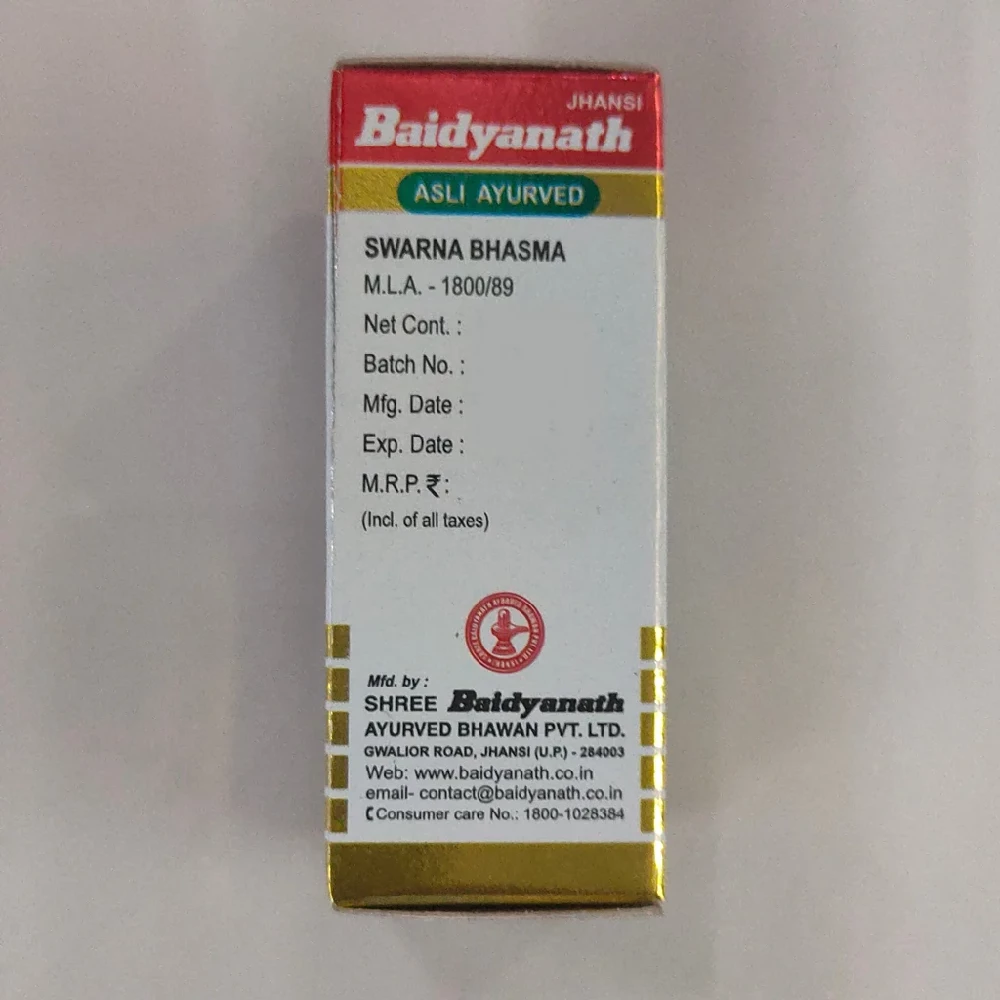 JHANSI
Baidyanath
ASLI AYURVED
SWARNA BHASMA
M.L.A. - 1800/89
Net Cont. :
Batch No. :
Mfg. Date :
Exp. Date :
M.R.P. ₹:
(Incl. of all taxes)
Mfd. by :
SHREE Baidyanath
AYURVED BHAWAN PVT. LTD.
GWALIOR ROAD, JHANSI (U.P.) - 284003
Web: www.baidyanath.co.in
email- contact@baidyanath.co.in
Consumer care No.: 1800-1028384